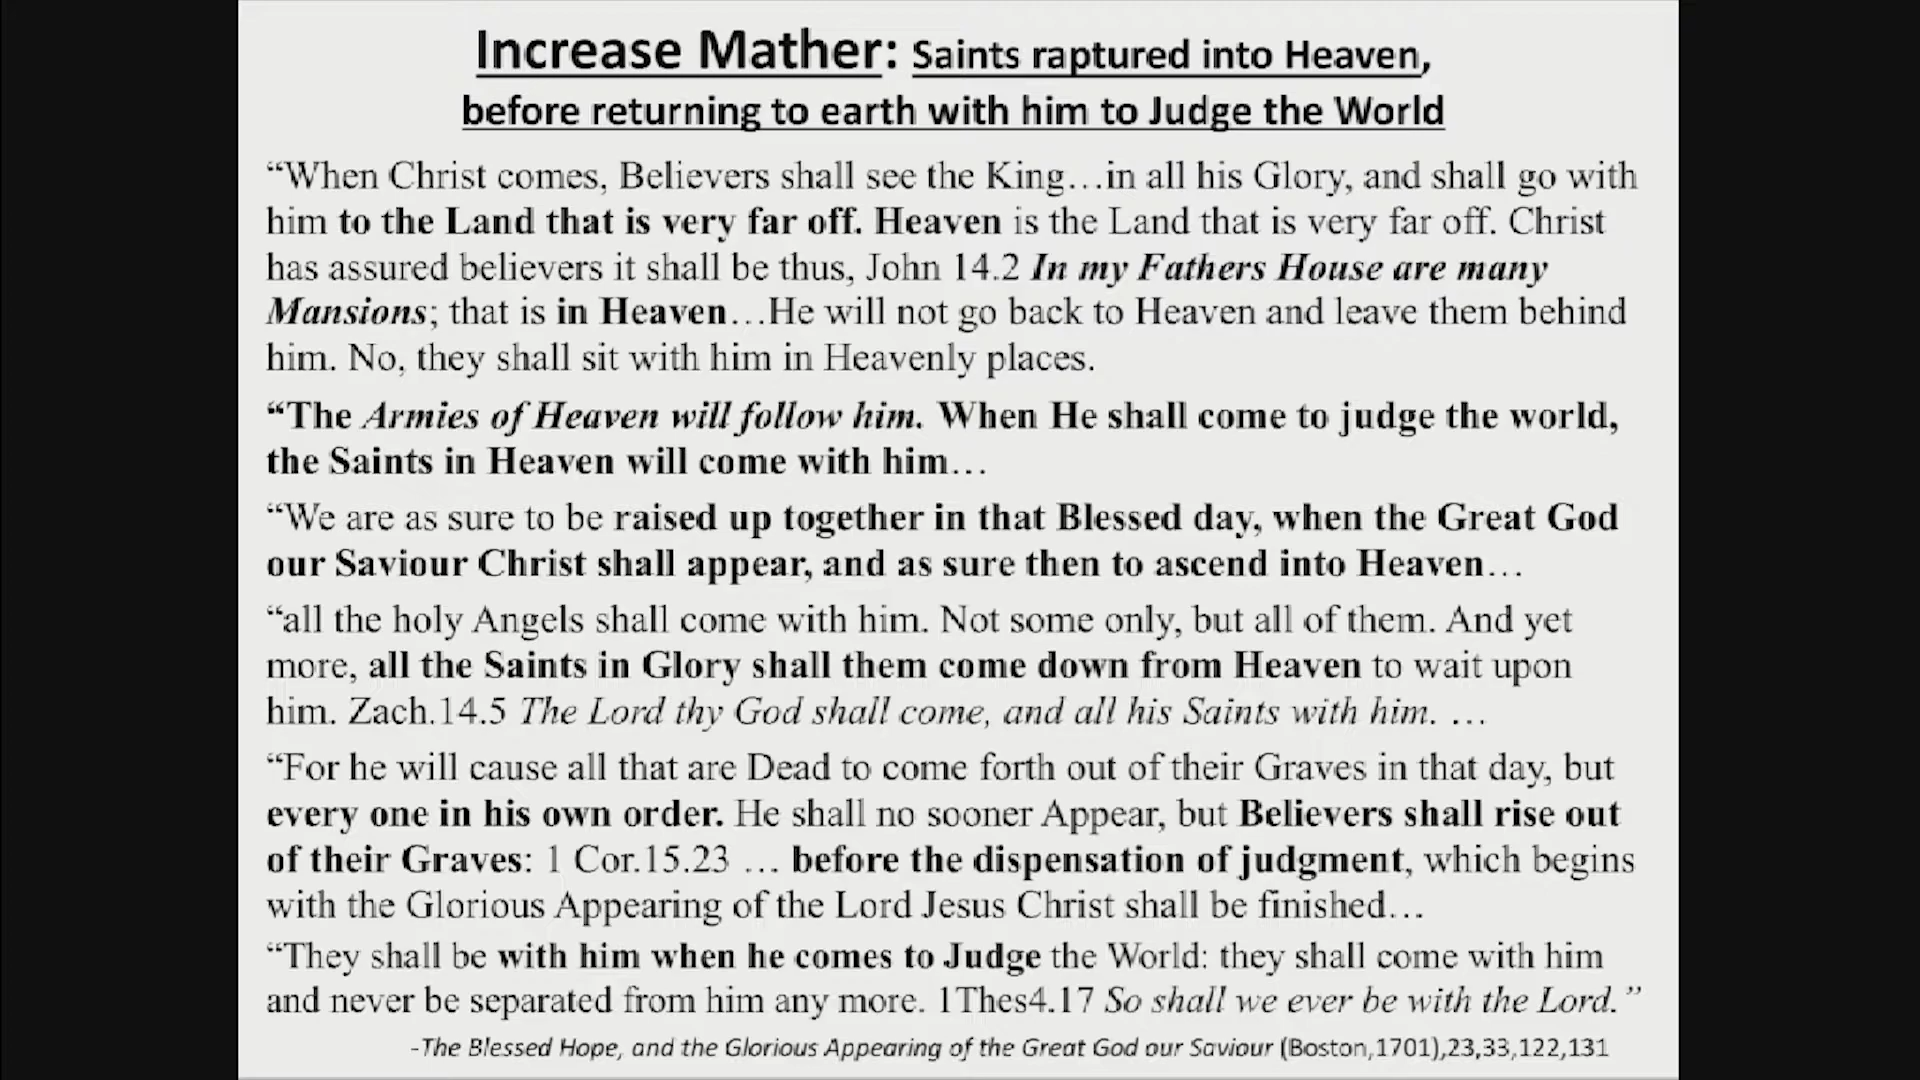 Increase Mather: Saints raptured into Heaven,
before returning to earth with him to Judge the World
“When Christ comes, Believers shall see the King…in all his Glory, and shall go with
him to the Land that is very far off. Heaven is the Land that is very far off. Christ
has assured believers it shall be thus, John 14.2 In my Fathers House are many
Mansions; that is in Heaven…He will not go back to Heaven and leave them behind
him. No, they shall sit with him in Heavenly places.
“The Armies of Heaven will follow him. When He shall come to judge the world,
the Saints in Heaven will come with him…
“We are as sure to be raised up together in that Blessed day, when the Great God
our Saviour Christ shall appear, and as sure then to ascend into Heaven…
“all the holy Angels shall come with him. Not some only, but all of them. And yet
more, all the Saints in Glory shall them come down from Heaven to wait upon
him. Zach.14.5 The Lord thy God shall come, and all his Saints with him. …
“For he will cause all that are Dead to come forth out of their Graves in that day, but
every one in his own order. He shall no sooner Appear, but Believers shall rise out
of their Graves: 1 Cor.15.23 … before the dispensation of judgment, which begins
with the Glorious Appearing of the Lord Jesus Christ shall be finished…
“They shall be with him when he comes to Judge the World: they shall come with him
and never be separated from him any more. 1Thes4.17 So shall we ever be with the Lord.”
-The Blessed Hope, and the Glorious Appearing of the Great God our Saviour (Boston,1701),23,33,122,131